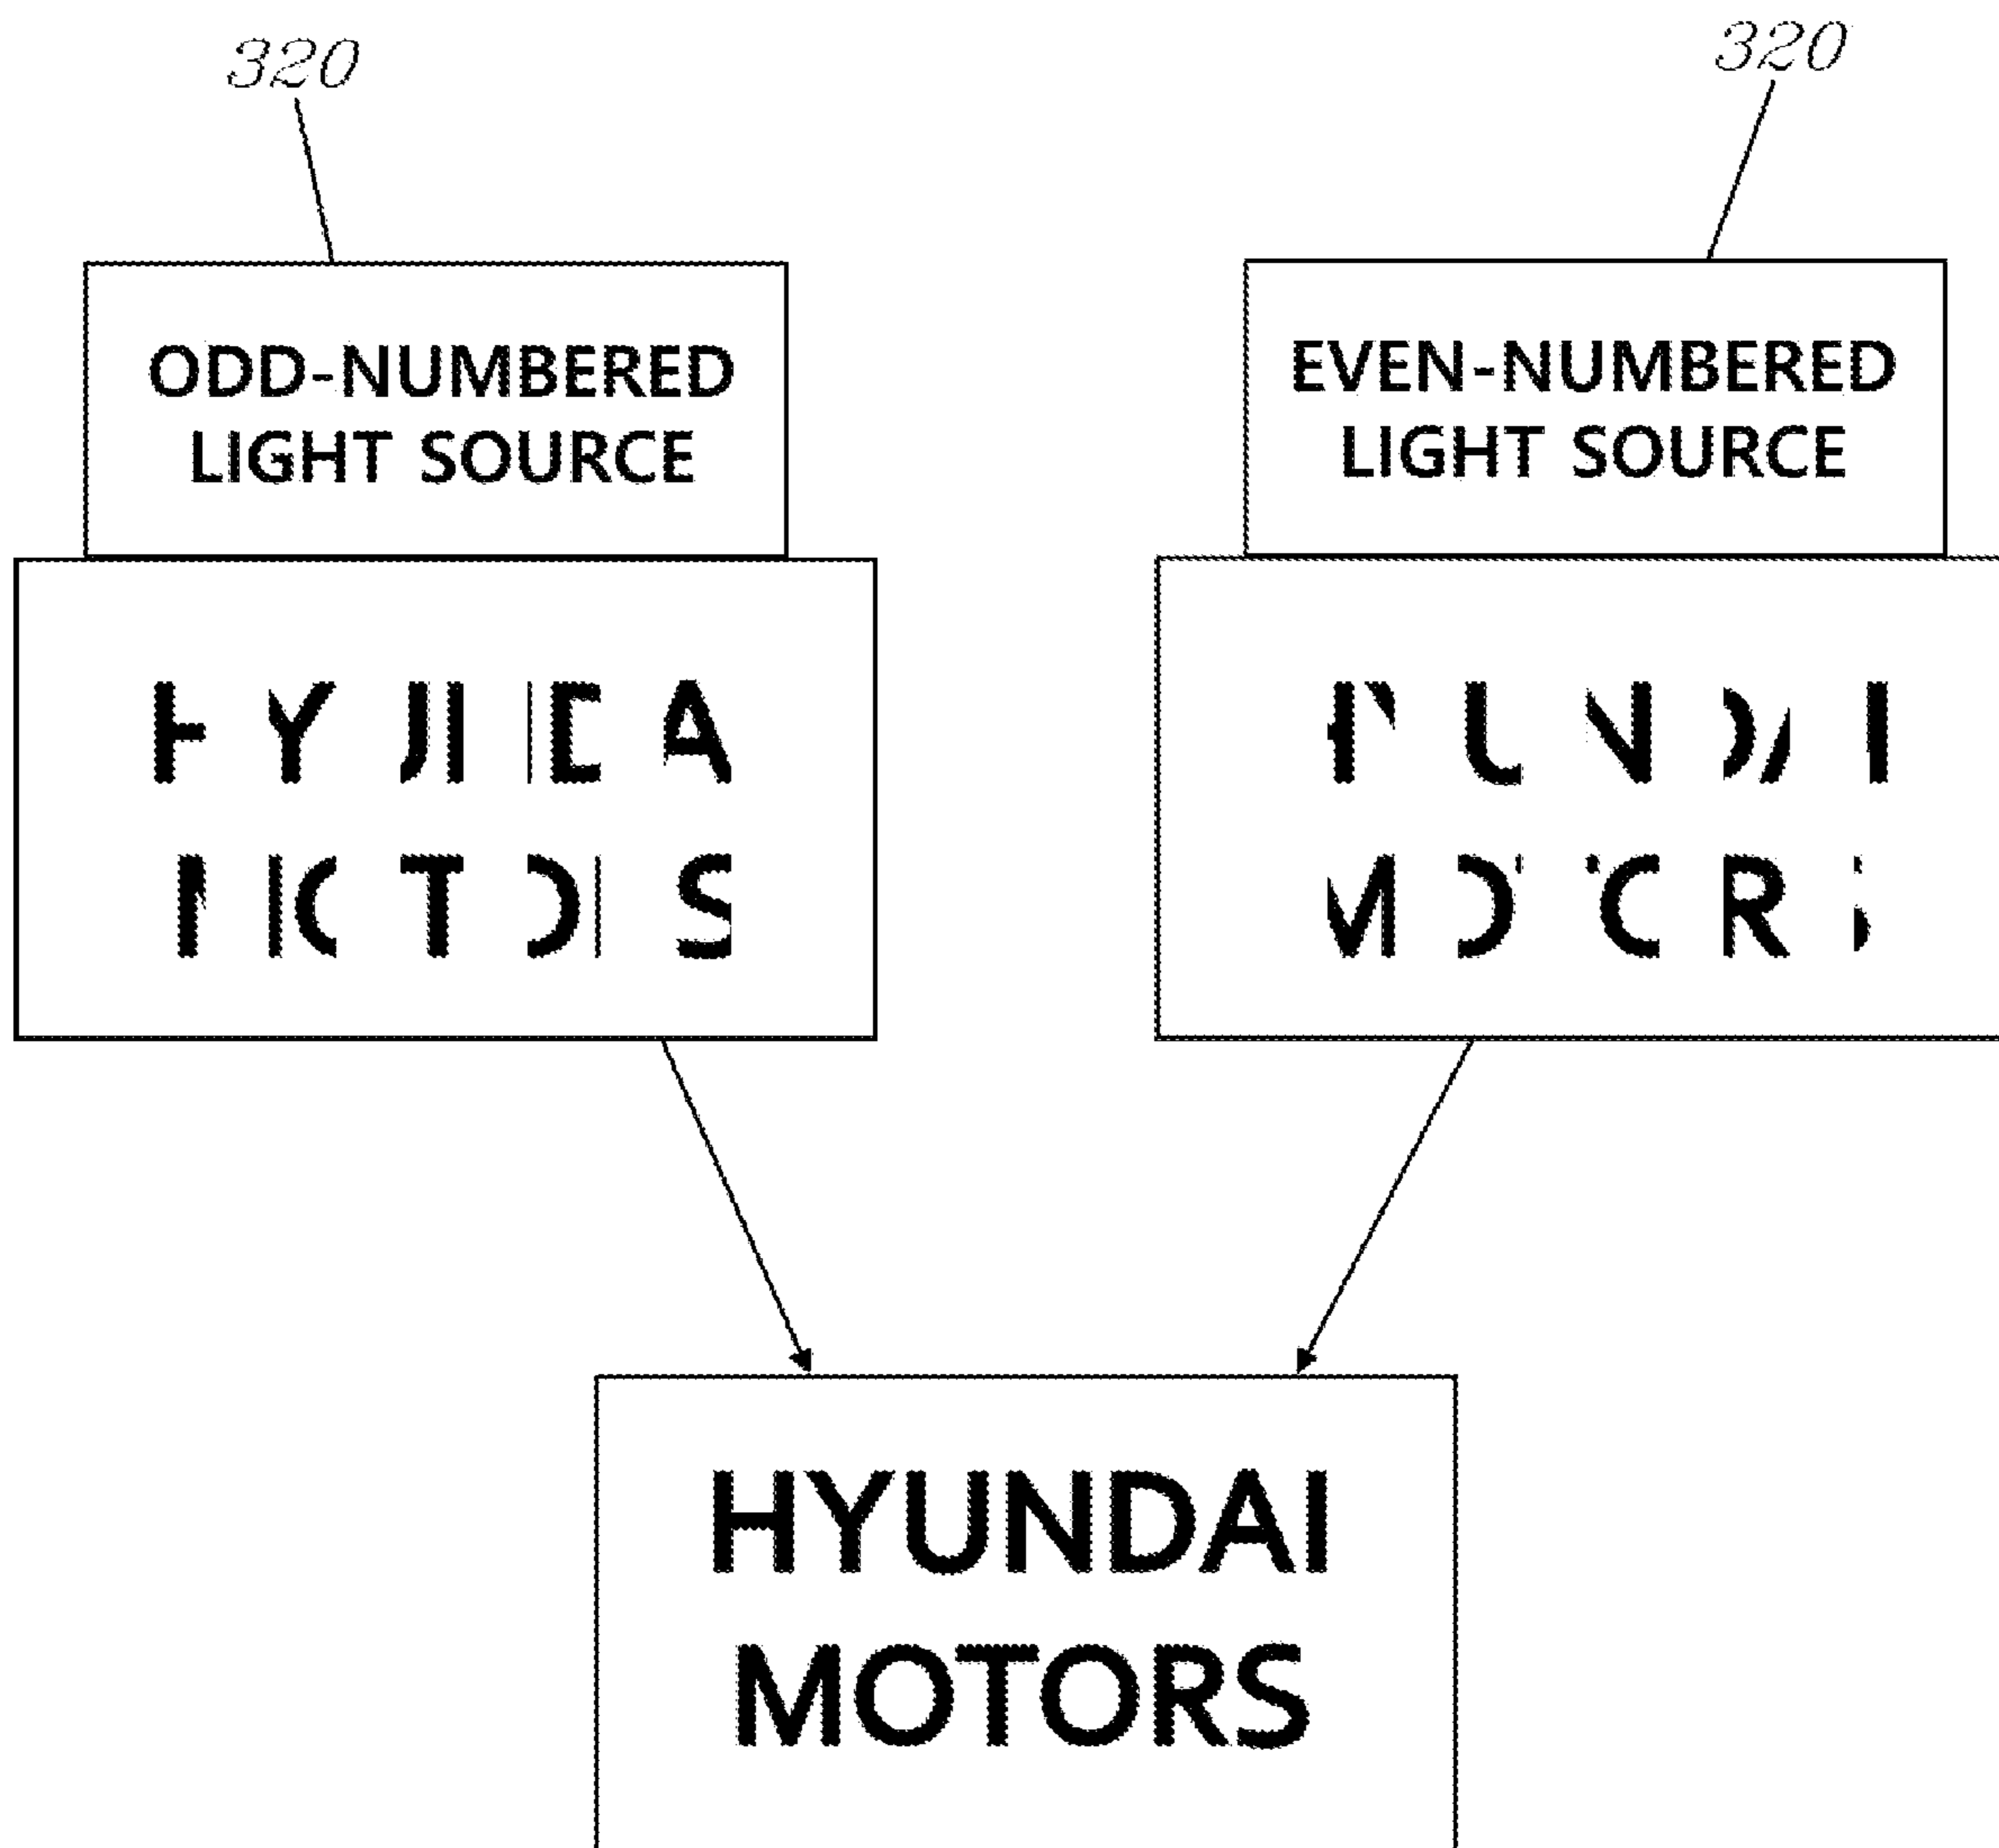 320
320
ODD-NUMBERED
LIGHT SOURCE
EVEN-NUMBERED
LIGHT SOURCE
HYUNDAI
MOTORS